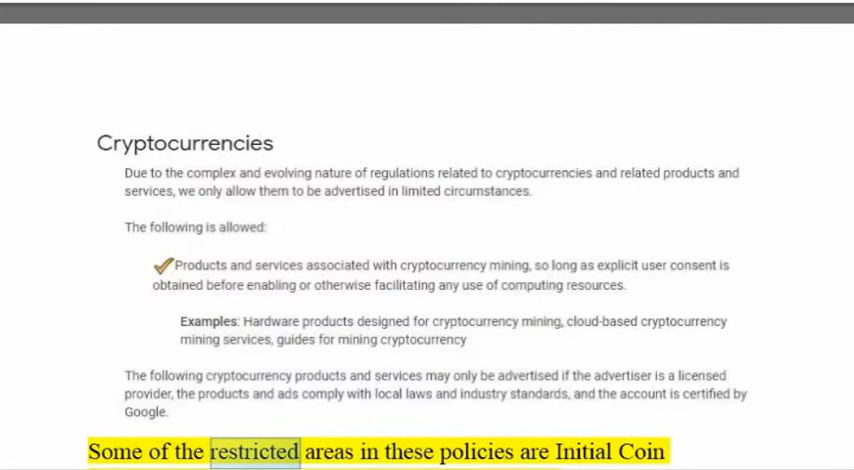 Cryptocurrencies
Due to the complex and evolving nature of regulations related to cryptocurrencies and related products and
services, we only allow them to be advertised in limited circumstances.
The following is allowed:
Products and services associated with cryptocurrency mining, so long as explicit user consent is
obtained before enabling or otherwise facilitating any use of computing resources.
Examples: Hardware products designed for cryptocurrency mining, cloud-based cryptocurrency
mining services, guides for mining cryptocurrency
The following cryptocurrency products and services may only be advertised if the advertiser is a licensed
provider, the products and ads comply with local laws and industry standards, and the account is certified by
Google.
Some of the restricted areas in these policies are Initial Coin